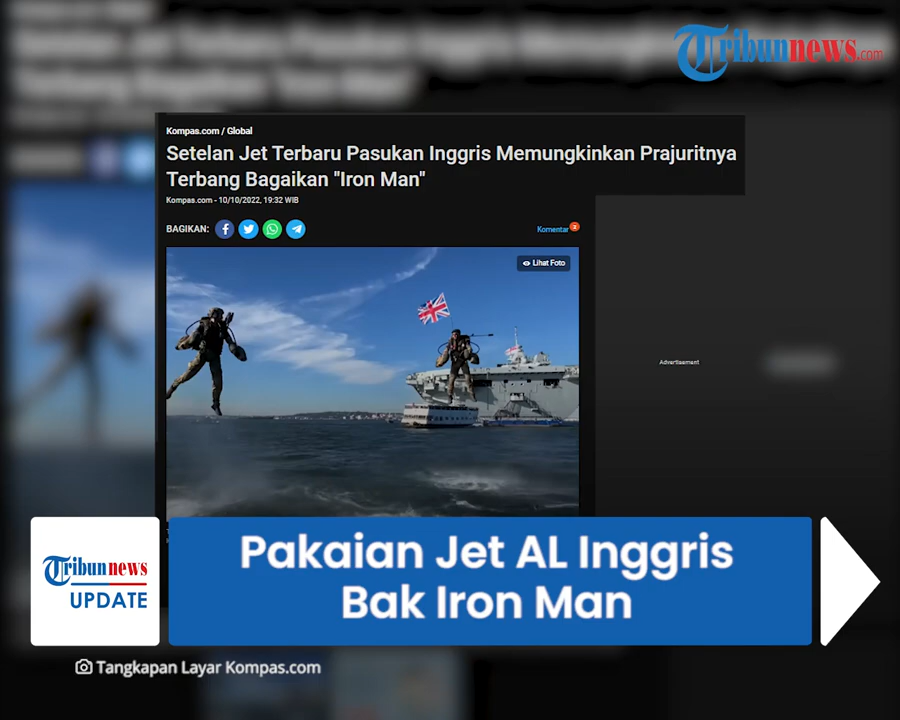 Tribunnews.com
Kompas.com / Global
Setelan Jet Terbaru Pasukan Inggris Memungkinkan Prajuritnya
Terbang Bagaikan "Iron Man"
Kompas.com - 10/10/2022, 19:32 WIB
BAGIKAN:
Komentar 2
Lihat Foto
Advertisement
Tribunnews
UPDATE
Pakaian Jet AL Inggris
Bak Iron Man
Tangkapan Layar Kompas.com